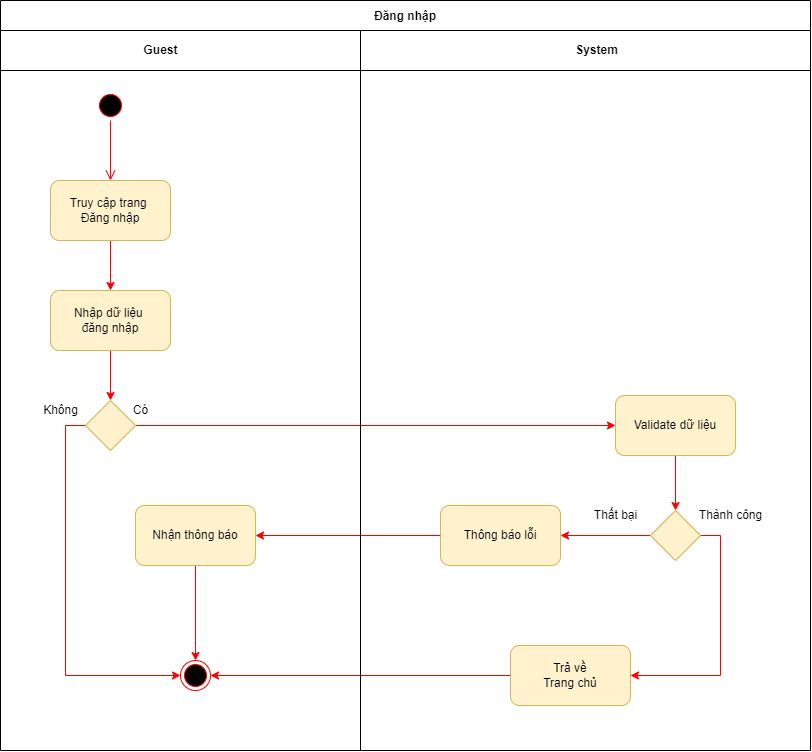 Đăng nhập
Guest
System
Truy cập trang
Đăng nhập
Nhập dữ liệu
đăng nhập
Không
Có
Validate dữ liệu
Nhận thông báo
Thông báo lỗi
Thất bại
Thành công
Trả về
Trang chủ